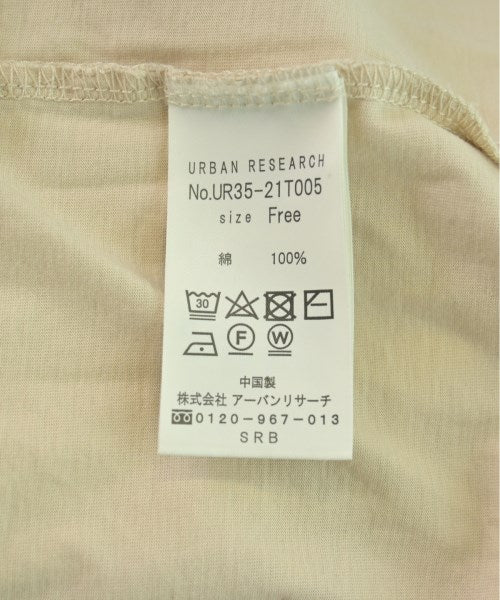 URBAN RESEARCH
No.UR35-21T005
size Free
綿 100%
30
F W
中国製
株式会社 アーバンリサーチ
0120-967-013
SRB